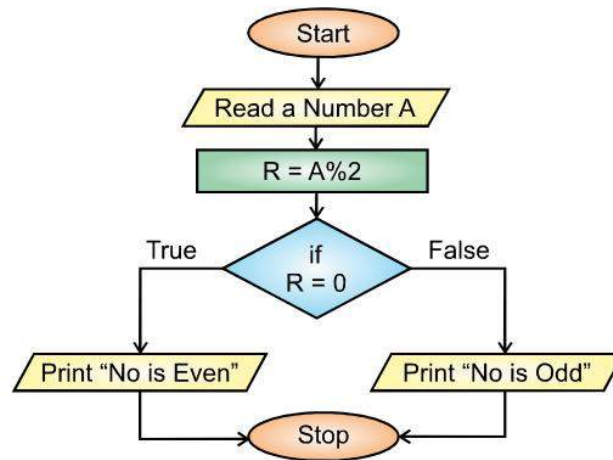 Start
Read a Number A
R = A%2
True
if
R = 0
False
Print “No is Even”
Print “No is Odd”
Stop